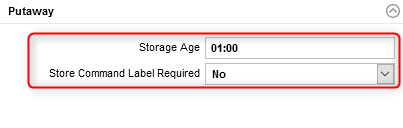 Putaway
Storage Age 01:00
Store Command Label Required No